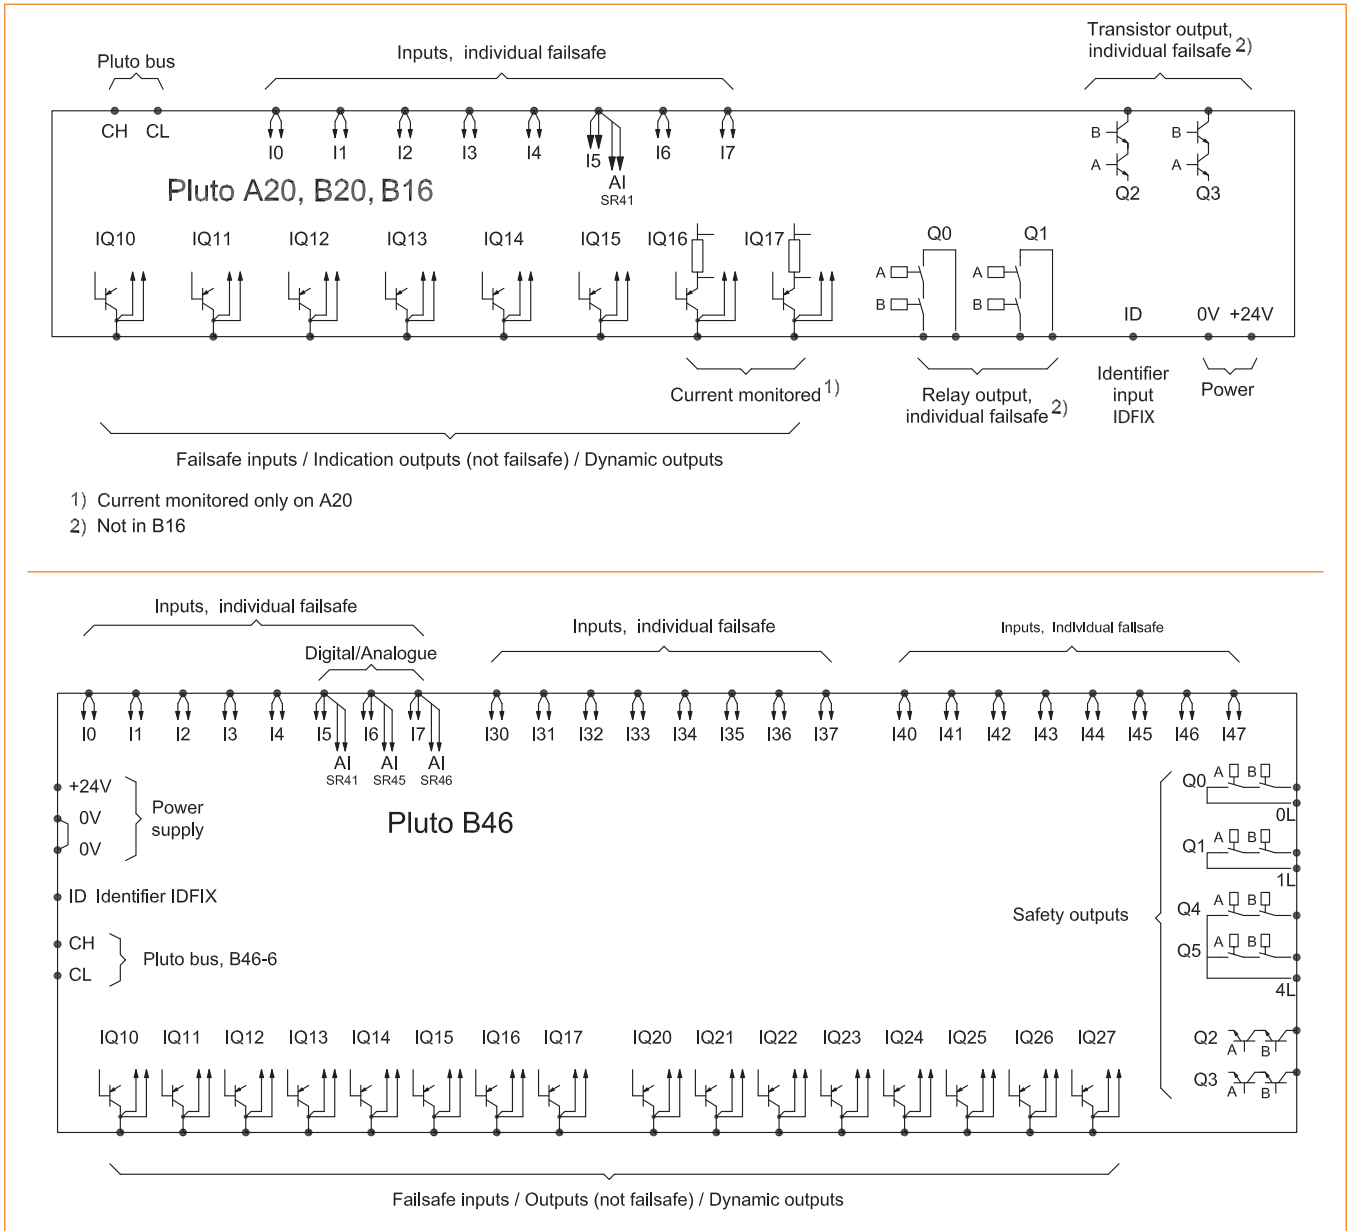 Transistor output,
individual failsafe 2)
Inputs, individual failsafe
Pluto bus
CH CL
I0 I1 I2 I3 I4 I5 I6 I7
AI
SR41
B B
A A
Q2 Q3
Pluto A20, B20, B16
IQ10 IQ11 IQ12 IQ13 IQ14 IQ15 IQ16 IQ17 Q0 Q1
A A
B B
ID 0V +24V
Current monitored 1)
Relay output,
individual failsafe 2)
Identifier
input
IDFIX
Power
Failsafe inputs / Indication outputs (not failsafe) / Dynamic outputs
1) Current monitored only on A20
2) Not in B16
Inputs, individual failsafe
Inputs, individual failsafe
Inputs, Individual failsafe
Digital/Analogue
I0 I1 I2 I3 I4 I5 I6 I7 I30 I31 I32 I33 I34 I35 I36 I37 I40 I41 I42 I43 I44 I45 I46 I47
AI AI AI
SR41 SR45 SR46
+24V
0V
0V
Power
supply
Pluto B46
ID Identifier IDFIX
CH
CL
Pluto bus, B46-6
Safety outputs
Q0 A B
0L
Q1 A B
1L
Q4 A B
Q5 A B
4L
Q2 A B
Q3 A B
IQ10 IQ11 IQ12 IQ13 IQ14 IQ15 IQ16 IQ17 IQ20 IQ21 IQ22 IQ23 IQ24 IQ25 IQ26 IQ27
Failsafe inputs / Outputs (not failsafe) / Dynamic outputs